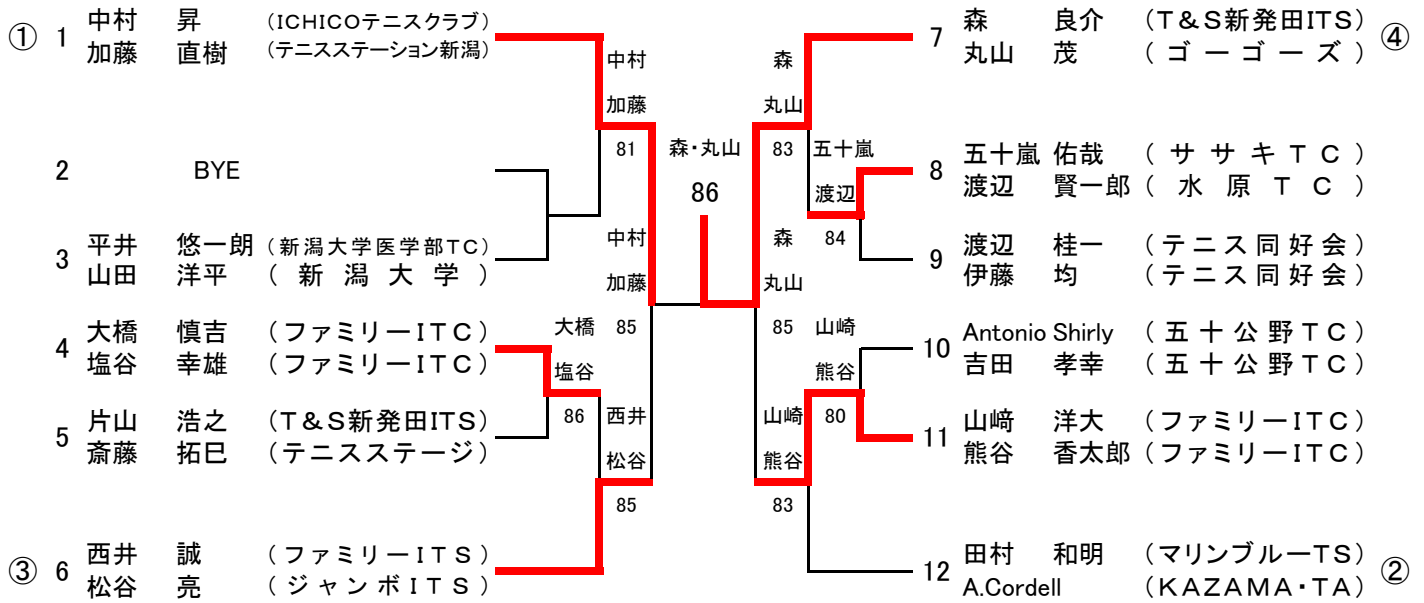 ① 1 中村 昇 (ICHICOテニスクラブ)
加藤 直樹 (テニスステーション新潟)
2 BYE
3 平井 悠一朗 (新潟大学医学部TC)
山田 洋平 (新潟大学)
4 大橋 慎吉 (ファミリーITC)
塩谷 幸雄 (ファミリーITC)
5 片山 浩之 (T&S新発田ITS)
斎藤 拓巳 (テニスステージ)
③ 6 西井 誠 (ファミリーITS)
松谷 亮 (ジャンボITS)
中村
加藤
81
大橋
塩谷
86
中村
加藤
85
西井
松谷
85
森・丸山
86
森
丸山
83
五十嵐
渡辺
84
森
丸山
85
山崎
熊谷
80
山崎
熊谷
83
7 森 良介 (T&S新発田ITS) ④
丸山 茂 (ゴーゴーズ)
8 五十嵐 佑哉 (ササキTC)
渡辺 賢一郎 (水原TC)
9 渡辺 桂一 (テニス同好会)
伊藤 均 (テニス同好会)
10 Antonio Shirly (五十公野TC)
吉田 孝幸 (五十公野TC)
11 山﨑 洋大 (ファミリーITC)
熊谷 香太郎 (ファミリーITC)
12 田村 和明 (マリンブルーTS) ②
A.Cordell (KAZAMA・TA)